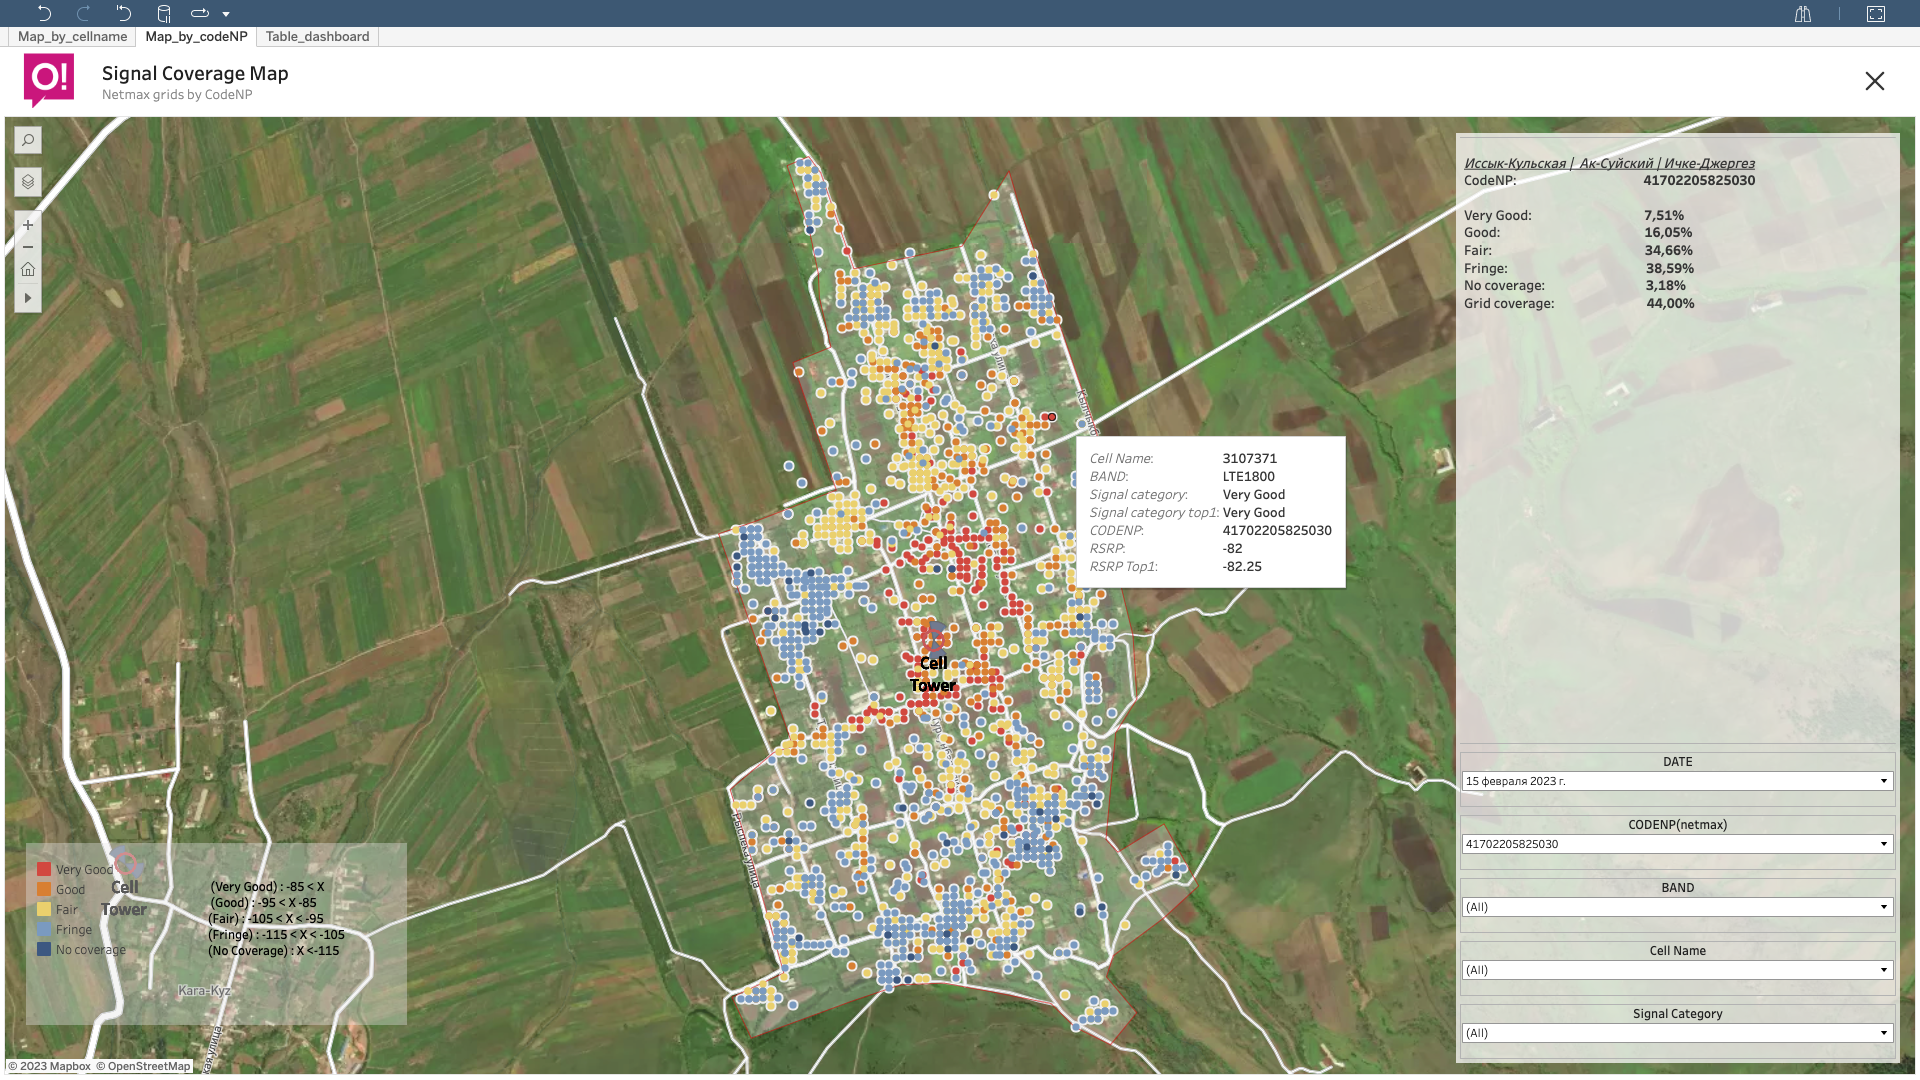 Map_by_cellname
Map_by_codeNP
Table_dashboard
O!
Signal Coverage Map
Netmax grids by CodeNP
Иссык-Кульская | Ак-Суйский | Ичке-Джергез
CodeNP: 41702205825030
Very Good: 7,51%
Good: 16,05%
Fair: 34,66%
Fringe: 38,59%
No coverage: 3,18%
Grid coverage: 44,00%
Cell Name: 3107371
BAND: LTE1800
Signal category: Very Good
Signal category top1: Very Good
CODENP: 41702205825030
RSRP: -82
RSRP Top1: -82.25
Cell
Tower
DATE
15 февраля 2023 г.
CODENP(netmax)
41702205825030
BAND
(All)
Cell Name
(All)
Signal Category
(All)
Very Good
Good
Fair
Fringe
No coverage
Cell
Tower
(Very Good) : -85 < X
(Good) : -95 < X -85
(Fair) : -105 < X < -95
(Fringe) : -115 < X < -105
(No Coverage) : X <-115
Kara-Kyz
© 2023 Mapbox © OpenStreetMap